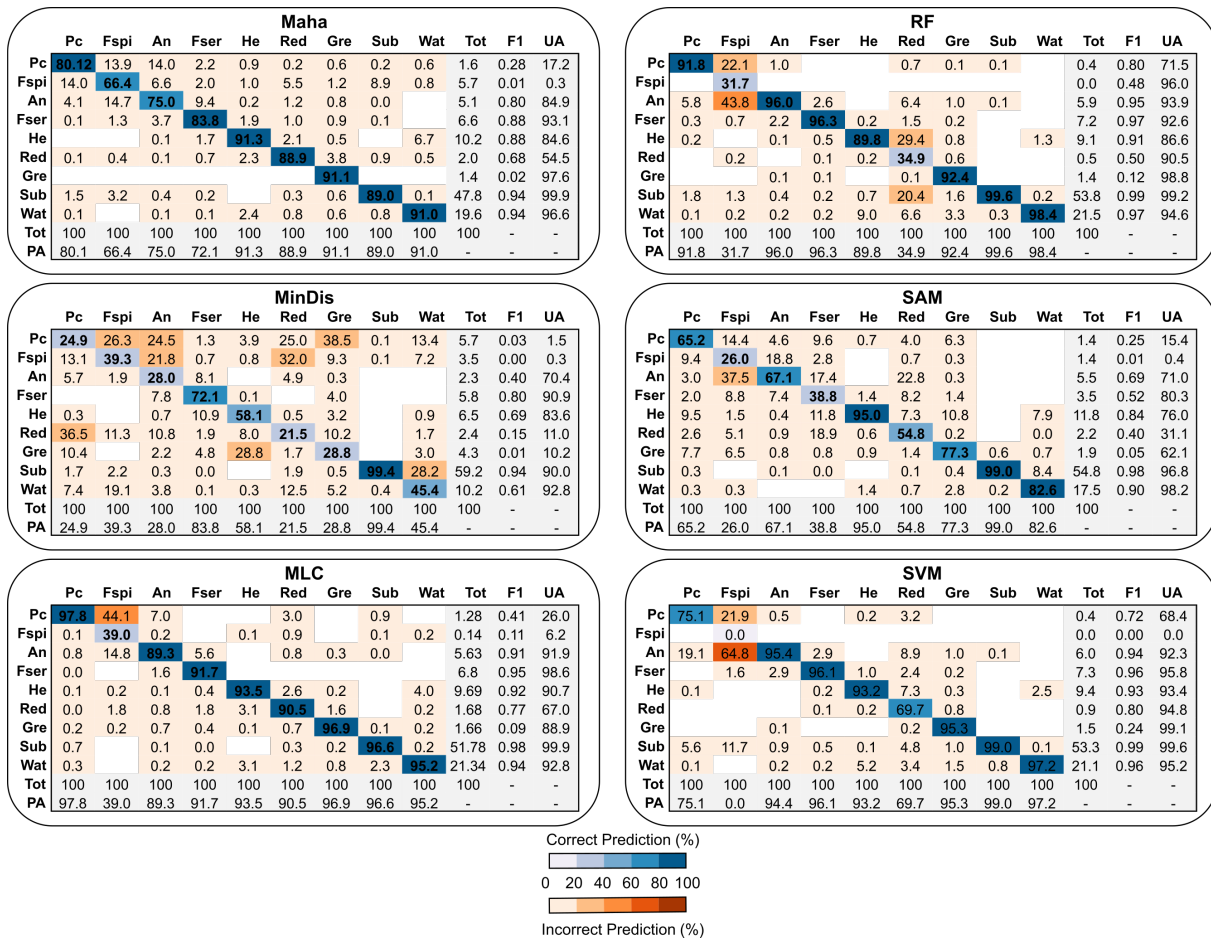 Maha
Pc Fspi An Fser He Red Gre Sub Wat Tot F1 UA
Pc 80.12 13.9 14.0 2.2 0.9 0.2 0.6 0.2 0.6 1.6 0.28 17.2
Fspi 14.0 66.4 6.6 2.0 1.0 5.5 1.2 8.9 0.8 5.7 0.01 0.3
An 4.1 14.7 75.0 9.4 0.2 1.2 0.8 0.0 5.1 0.80 84.9
Fser 0.1 1.3 3.7 83.8 1.9 1.0 0.9 0.1 6.6 0.88 93.1
He 0.1 1.7 91.3 2.1 0.5 6.7 10.2 0.88 84.6
Red 0.1 0.4 0.1 0.7 2.3 88.9 3.8 0.9 0.5 2.0 0.68 54.5
Gre 91.1 1.4 0.02 97.6
Sub 1.5 3.2 0.4 0.2 0.3 0.6 89.0 0.1 47.8 0.94 99.9
Wat 0.1 0.1 0.1 2.4 0.8 0.6 0.8 91.0 19.6 0.94 96.6
Tot 100 100 100 100 100 100 100 100 100 100 - -
PA 80.1 66.4 75.0 72.1 91.3 88.9 91.1 89.0 91.0 - - -
RF
Pc Fspi An Fser He Red Gre Sub Wat Tot F1 UA
Pc 91.8 22.1 1.0 0.7 0.1 0.1 0.4 0.80 71.5
Fspi 31.7 0.0 0.48 96.0
An 5.8 43.8 96.0 2.6 6.4 1.0 0.1 5.9 0.95 93.9
Fser 0.3 0.7 2.2 96.3 0.2 1.5 0.2 7.2 0.97 92.6
He 0.2 0.1 0.5 89.8 29.4 0.8 1.3 9.1 0.91 86.6
Red 0.2 0.1 0.2 34.9 0.6 0.5 0.50 90.5
Gre 0.1 0.1 0.1 92.4 1.4 0.12 98.8
Sub 1.8 1.3 0.4 0.2 0.7 20.4 1.6 99.6 0.2 53.8 0.99 99.2
Wat 0.1 0.2 0.2 0.2 9.0 6.6 3.3 0.3 98.4 21.5 0.97 94.6
Tot 100 100 100 100 100 100 100 100 100 100 - -
PA 91.8 31.7 96.0 96.3 89.8 34.9 92.4 99.6 98.4 - - -
MinDis
Pc Fspi An Fser He Red Gre Sub Wat Tot F1 UA
Pc 24.9 26.3 24.5 1.3 3.9 25.0 38.5 0.1 13.4 5.7 0.03 1.5
Fspi 13.1 39.3 21.8 0.7 0.8 32.0 9.3 0.1 7.2 3.5 0.00 0.3
An 5.7 1.9 28.0 8.1 4.9 0.3 2.3 0.40 70.4
Fser 7.8 72.1 0.1 4.0 5.8 0.80 90.9
He 0.3 0.7 10.9 58.1 0.5 3.2 0.9 6.5 0.69 83.6
Red 36.5 11.3 10.8 1.9 8.0 21.5 10.2 1.7 2.4 0.15 11.0
Gre 10.4 2.2 4.8 28.8 1.7 28.8 3.0 4.3 0.01 10.2
Sub 1.7 2.2 0.3 0.0 1.9 0.5 99.4 28.2 59.2 0.94 90.0
Wat 7.4 19.1 3.8 0.1 0.3 12.5 5.2 0.4 45.4 10.2 0.61 92.8
Tot 100 100 100 100 100 100 100 100 100 100 - -
PA 24.9 39.3 28.0 83.8 58.1 21.5 28.8 99.4 45.4 - - -
SAM
Pc Fspi An Fser He Red Gre Sub Wat Tot F1 UA
Pc 65.2 14.4 4.6 9.6 0.7 4.0 6.3 1.4 0.25 15.4
Fspi 9.4 26.0 18.8 2.8 0.7 0.3 1.4 0.01 0.4
An 3.0 37.5 67.1 17.4 22.8 0.3 5.5 0.69 71.0
Fser 2.0 8.8 7.4 38.8 1.4 8.2 1.4 3.5 0.52 80.3
He 9.5 1.5 0.4 11.8 95.0 7.3 10.8 7.9 11.8 0.84 76.0
Red 2.6 5.1 0.9 18.9 0.6 54.8 0.2 0.0 2.2 0.40 31.1
Gre 7.7 6.5 0.8 0.8 0.9 1.4 77.3 0.6 0.7 1.9 0.05 62.1
Sub 0.3 0.1 0.0 0.1 0.4 99.0 8.4 54.8 0.98 96.8
Wat 0.3 0.3 1.4 0.7 2.8 0.2 82.6 17.5 0.90 98.2
Tot 100 100 100 100 100 100 100 100 100 100 - -
PA 65.2 26.0 67.1 38.8 95.0 54.8 77.3 99.0 82.6 - - -
MLC
Pc Fspi An Fser He Red Gre Sub Wat Tot F1 UA
Pc 97.8 44.1 7.0 3.0 0.9 1.28 0.41 26.0
Fspi 0.1 39.0 0.2 0.1 0.9 0.1 0.2 0.14 0.11 6.2
An 0.8 14.8 89.3 5.6 0.8 0.3 0.0 5.63 0.91 91.9
Fser 0.0 1.6 91.7 0.2 6.8 0.95 98.6
He 0.1 0.2 0.1 0.4 93.5 2.6 0.2 4.0 9.69 0.92 90.7
Red 0.0 1.8 0.8 1.8 3.1 90.5 1.6 0.2 1.68 0.77 67.0
Gre 0.2 0.2 0.7 0.4 0.1 0.7 96.9 0.1 0.2 1.66 0.09 88.9
Sub 0.7 0.1 0.0 0.3 0.2 96.6 0.2 51.78 0.98 99.9
Wat 0.3 0.2 0.2 3.1 1.2 0.8 2.3 95.2 21.34 0.94 92.8
Tot 100 100 100 100 100 100 100 100 100 100 - -
PA 97.8 39.0 89.3 91.7 93.5 90.5 96.9 96.6 95.2 - - -
SVM
Pc Fspi An Fser He Red Gre Sub Wat Tot F1 UA
Pc 75.1 21.9 0.5 0.2 3.2 0.4 0.72 68.4
Fspi 0.0 0.0 0.00 0.0
An 19.1 64.8 95.4 2.9 8.9 1.0 0.1 6.0 0.94 92.3
Fser 1.6 2.9 96.1 1.0 2.4 0.2 7.3 0.96 95.8
He 0.1 0.2 93.2 7.3 0.3 2.5 9.4 0.93 93.4
Red 0.1 0.2 69.7 0.8 0.9 0.80 94.8
Gre 0.1 0.2 95.3 1.5 0.24 99.1
Sub 5.6 11.7 0.9 0.5 0.1 4.8 1.0 99.0 0.1 53.3 0.99 99.6
Wat 0.1 0.2 0.2 5.2 3.4 1.5 0.8 97.2 21.1 0.96 95.2
Tot 100 100 100 100 100 100 100 100 100 100 - -
PA 75.1 0.0 94.4 96.1 93.2 69.7 95.3 99.0 97.2 - - -
Correct Prediction (%)
0 20 40 60 80 100
Incorrect Prediction (%)